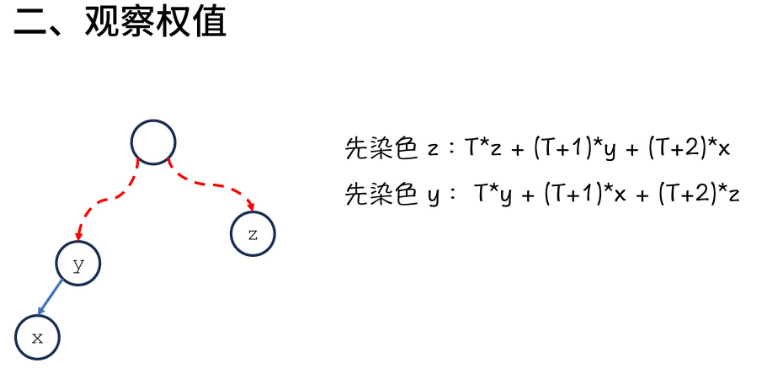 二、观察权值
先染色 z：T*z + (T+1)*y + (T+2)*x
先染色 y： T*y + (T+1)*x + (T+2)*z
z
y
x